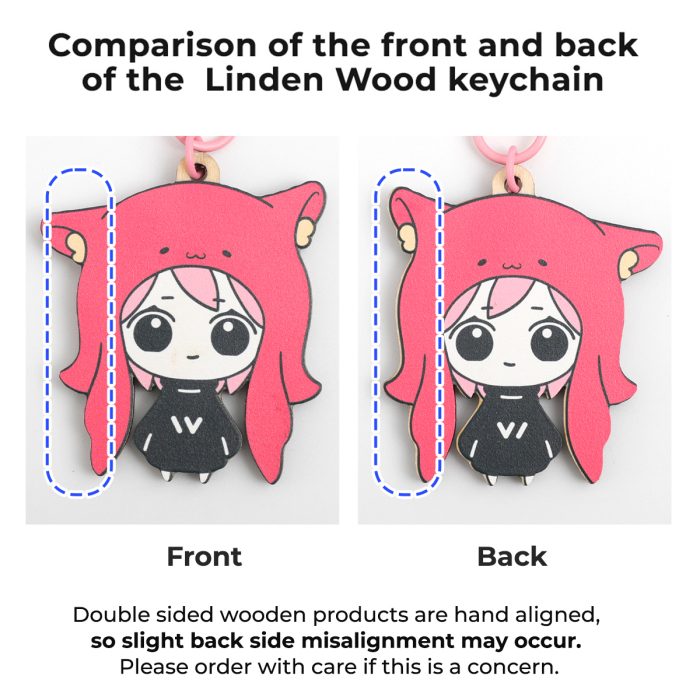 Comparison of the front and back
of the Linden Wood keychain
W
W
Front
Back
Double sided wooden products are hand aligned,
so slight back side misalignment may occur.
Please order with care if this is a concern.